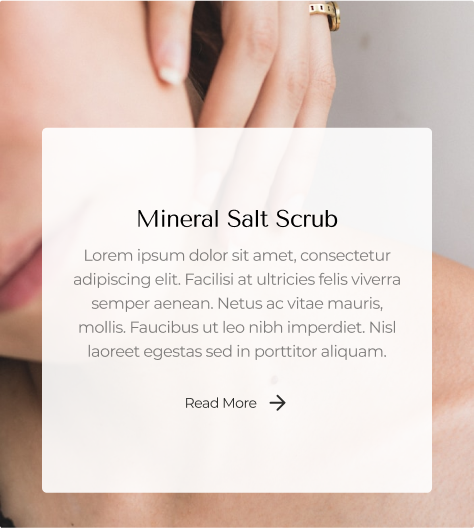 Mineral Salt Scrub
Lorem ipsum dolor sit amet, consectetur
adipiscing elit. Facilisi at ultricies felis viverra
semper aenean. Netus ac vitae mauris,
mollis. Faucibus ut leo nibh imperdiet. Nisl
laoreet egestas sed in porttitor aliquam.
Read More →